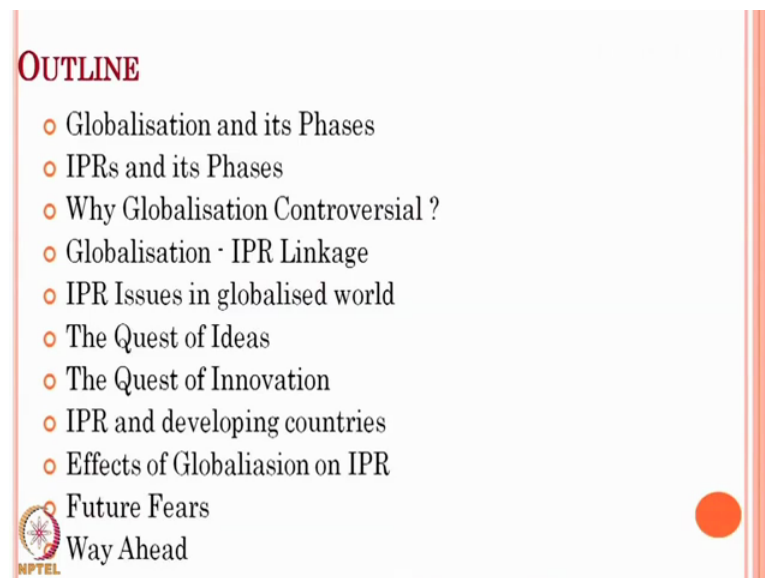 OUTLINE
Globalisation and its Phases
IPRs and its Phases
Why Globalisation Controversial ?
Globalisation - IPR Linkage
IPR Issues in globalised world
The Quest of Ideas
The Quest of Innovation
IPR and developing countries
Effects of Globaliasion on IPR
Future Fears
Way Ahead
NPTEL